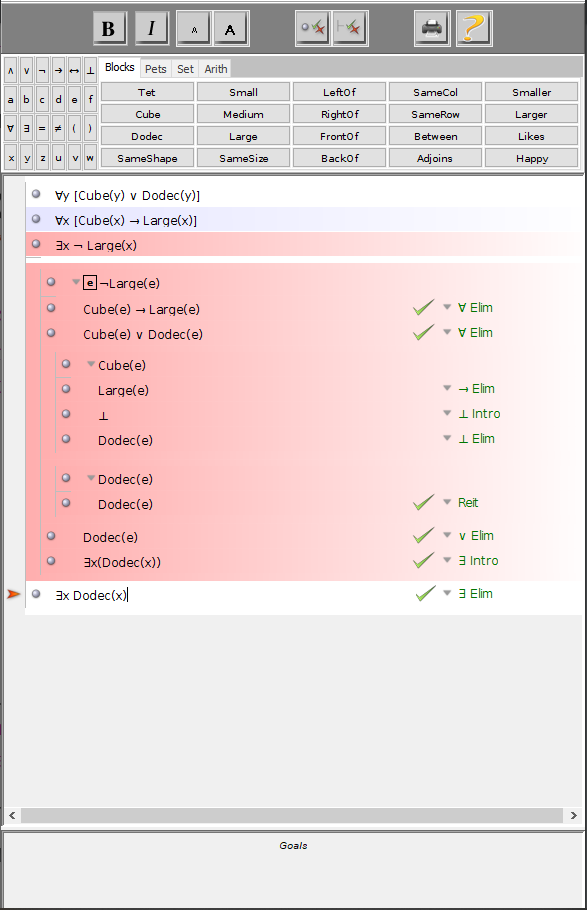 B I A A
∧ ∨ ¬ → ↔ ⊥ Blocks Pets Set Arith
a b c d e f Tet Small LeftOf SameCol Smaller
∀ ∃ = ≠ ( ) Cube Medium RightOf SameRow Larger
x y z u v w Dodec Large FrontOf Between Likes
SameShape SameSize BackOf Adjoins Happy
∀y [Cube(y) ∨ Dodec(y)]
∀x [Cube(x) → Large(x)]
∃x ¬ Large(x)
e ¬Large(e)
Cube(e) → Large(e) ∀ Elim
Cube(e) ∨ Dodec(e) ∀ Elim
Cube(e)
Large(e) → Elim
⊥ ⊥ Intro
Dodec(e) ⊥ Elim
Dodec(e)
Dodec(e) Reit
Dodec(e) ∨ Elim
∃x(Dodec(x)) ∃ Intro
∃x Dodec(x) ∃ Elim
Goals